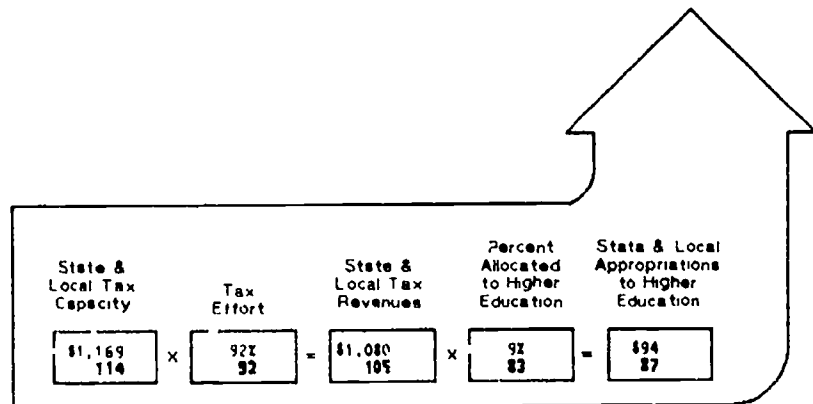 State &
Local Tax
Capacity
Tax
Effort
State &
Local Tax
Revenues
Percent
Allocated
to Higher
Education
State & Local
Appropriations
to Higher
Education
$1,169
114
×
92%
92
=
$1,080
105
×
9%
83
=
$94
87